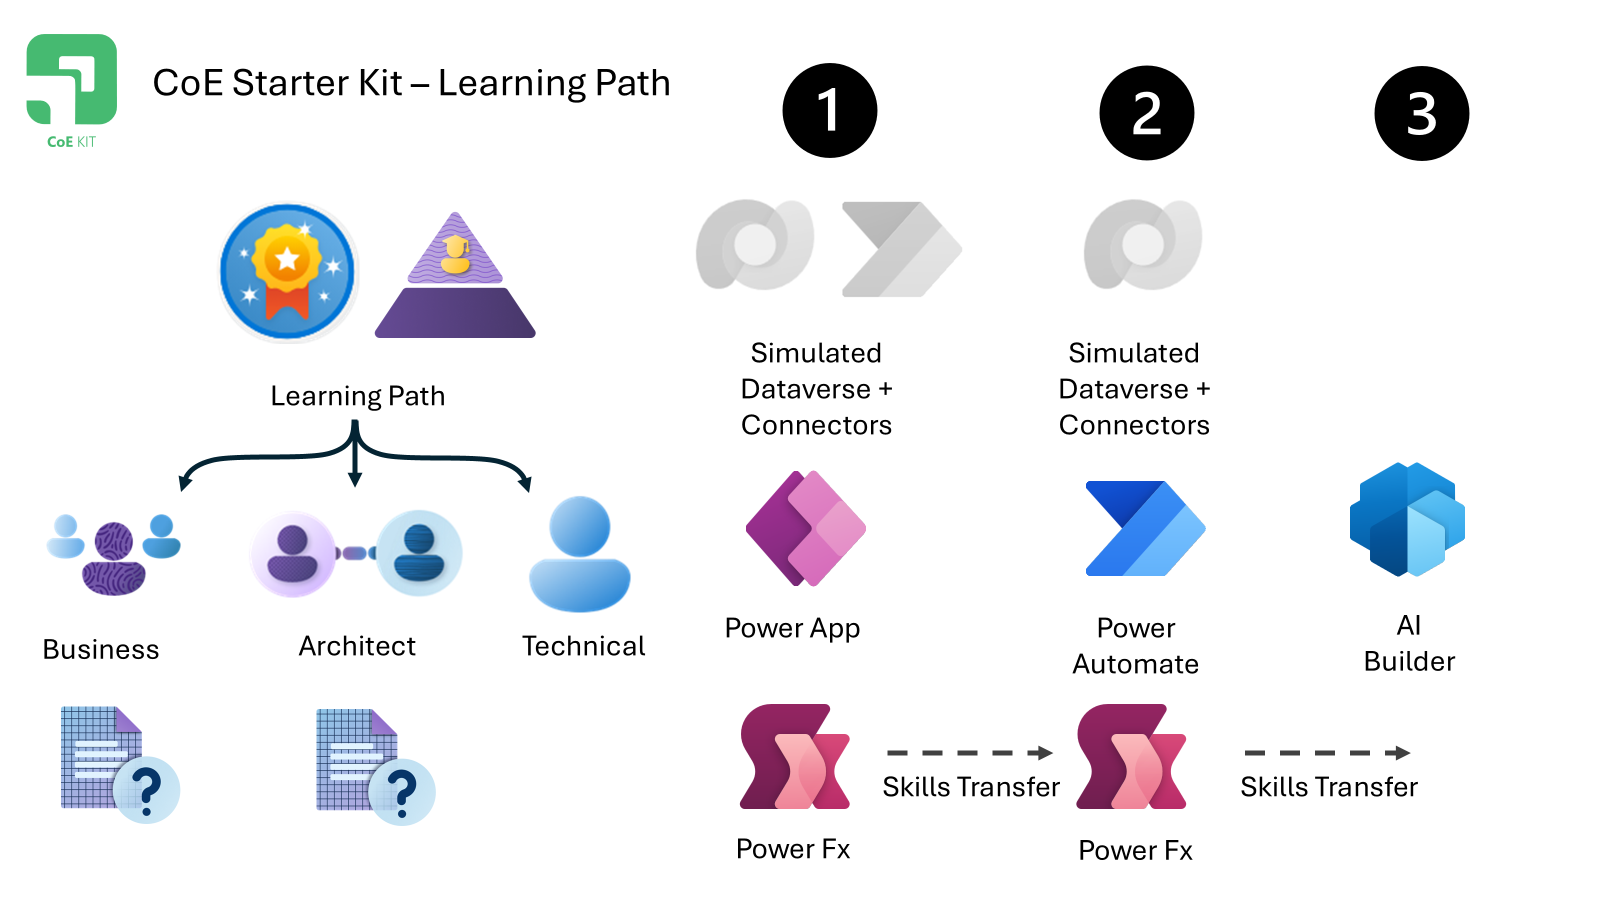 CoE KIT
CoE Starter Kit – Learning Path
1
2
3
Learning Path
Business
Architect
Technical
?
?
Simulated
Dataverse +
Connectors
Simulated
Dataverse +
Connectors
Power App
Power
Automate
AI
Builder
Skills Transfer
Skills Transfer
Power Fx
Power Fx